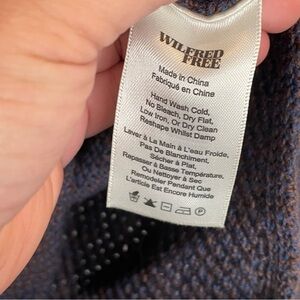 WILFRED
FREE
Made in China
Fabriqué en Chine
Hand Wash Cold,
No Bleach, Dry Flat,
Low Iron, Or Dry Clean
Reshape Whilst Damp
Laver à La Main à L'eau Froide,
Pas De Blanchiment,
Sécher à Plat,
Repasser à Basse Température,
Ou Nettoyer à Sec
Remodeler Pendant Que
L'article Est Encore Humide